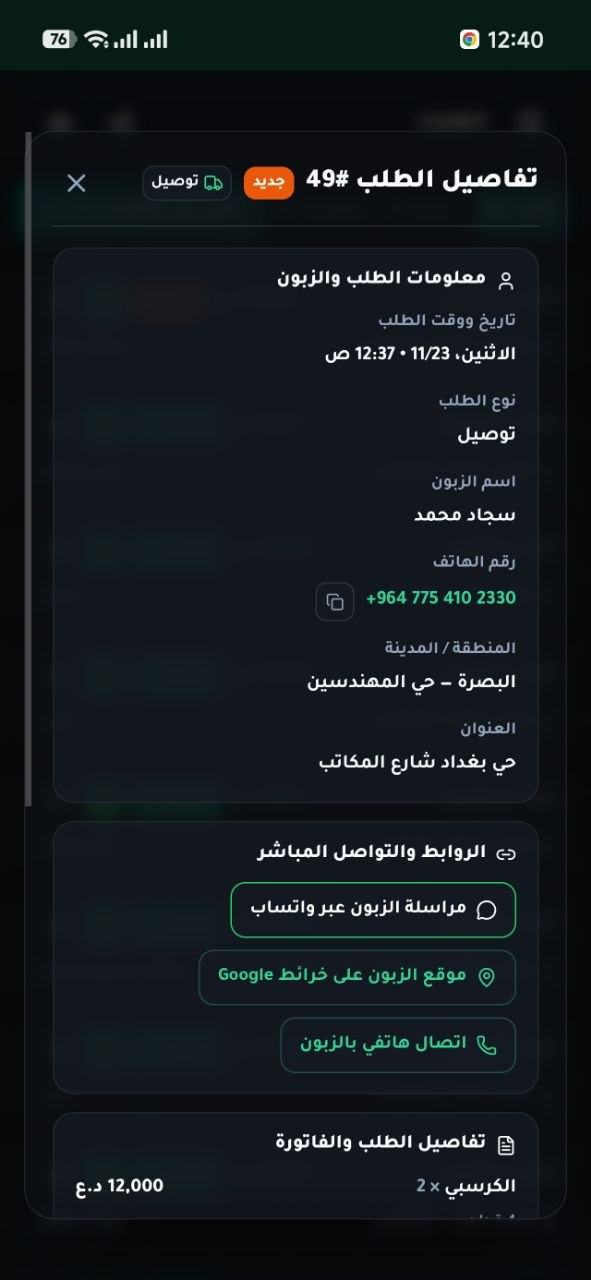 76
12:40
تفاصيل الطلب #49 جديد توصيل
معلومات الطلب والزبون
تاريخ ووقت الطلب
الاثنين، 11/23 • 12:37 ص
نوع الطلب
توصيل
اسم الزبون
سجاد محمد
رقم الهاتف
+964 775 410 2330
المنطقة / المدينة
البصرة – حي المهندسين
العنوان
حي بغداد شارع المكاتب
الروابط والتواصل المباشر
مراسلة الزبون عبر واتساب
موقع الزبون على خرائط Google
اتصال هاتفي بالزبون
تفاصيل الطلب والفاتورة
الكرسبي × 2 12,000 د.ع